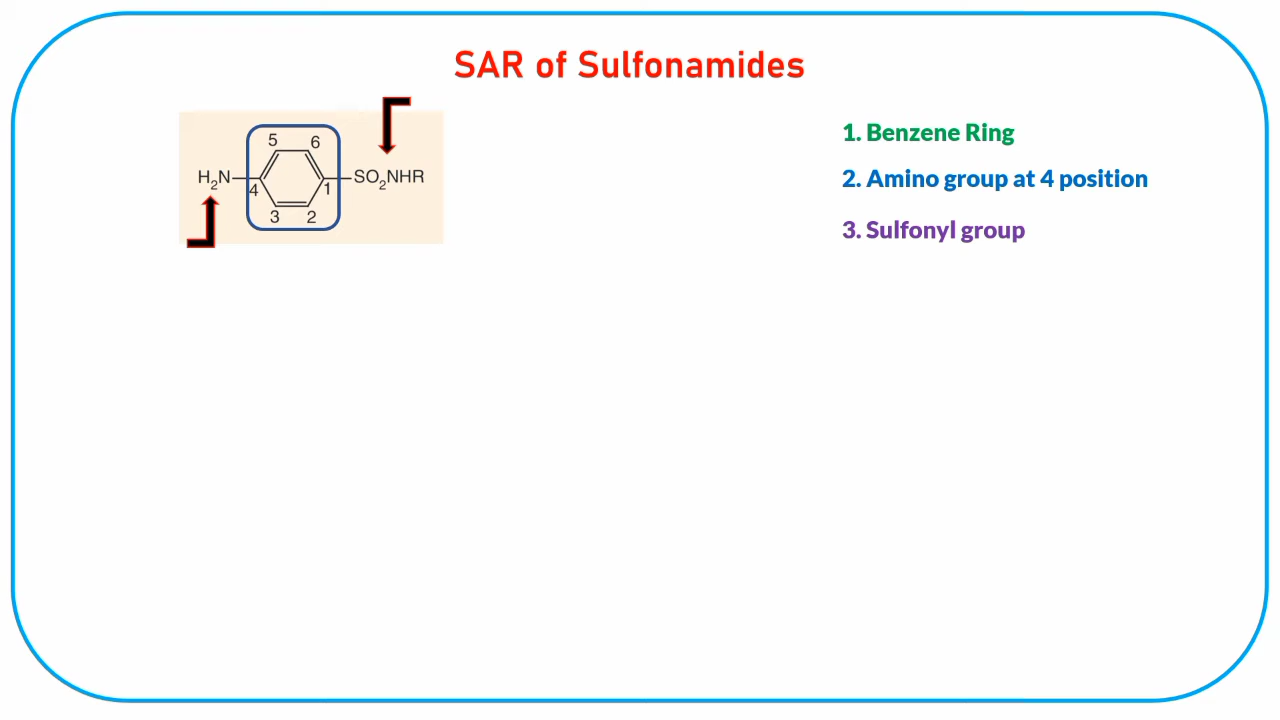 SAR of Sulfonamides
5 6
H2N 4 1 SO2NHR
3 2
1. Benzene Ring
2. Amino group at 4 position
3. Sulfonyl group